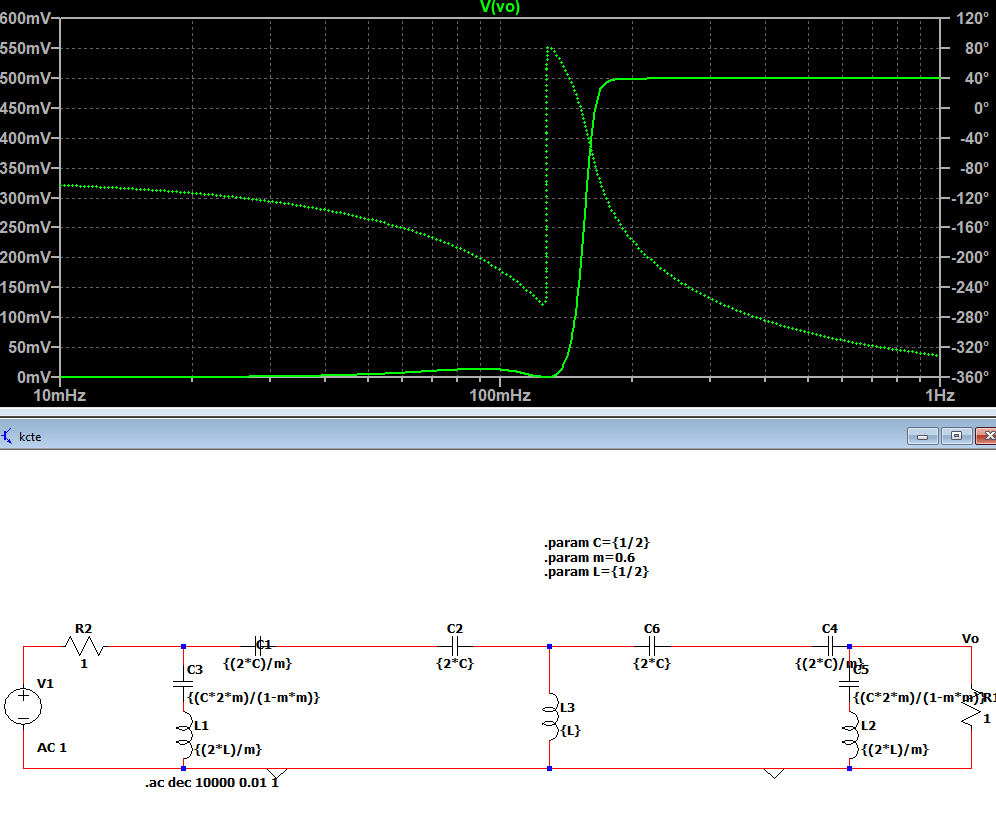 V(vo)
600mV
120°
550mV
80°
500mV
40°
450mV
0°
400mV
-40°
350mV
-80°
300mV
-120°
250mV
-160°
200mV
-200°
150mV
-240°
100mV
-280°
50mV
-320°
0mV
-360°
10mHz
100mHz
1Hz
kcte
.param C={1/2}
.param m=0.6
.param L={1/2}
R2
1
C1
{(2*C)/m}
C2
{2*C}
C6
{2*C}
C4
{(2*C)/m}
Vo
V1
AC 1
C3
{(C*2*m)/(1-m*m)}
L1
{(2*L)/m}
L3
{L}
C5
{(C*2*m)/(1-m*m)}
L2
{(2*L)/m}
R1
1
.ac dec 10000 0.01 1